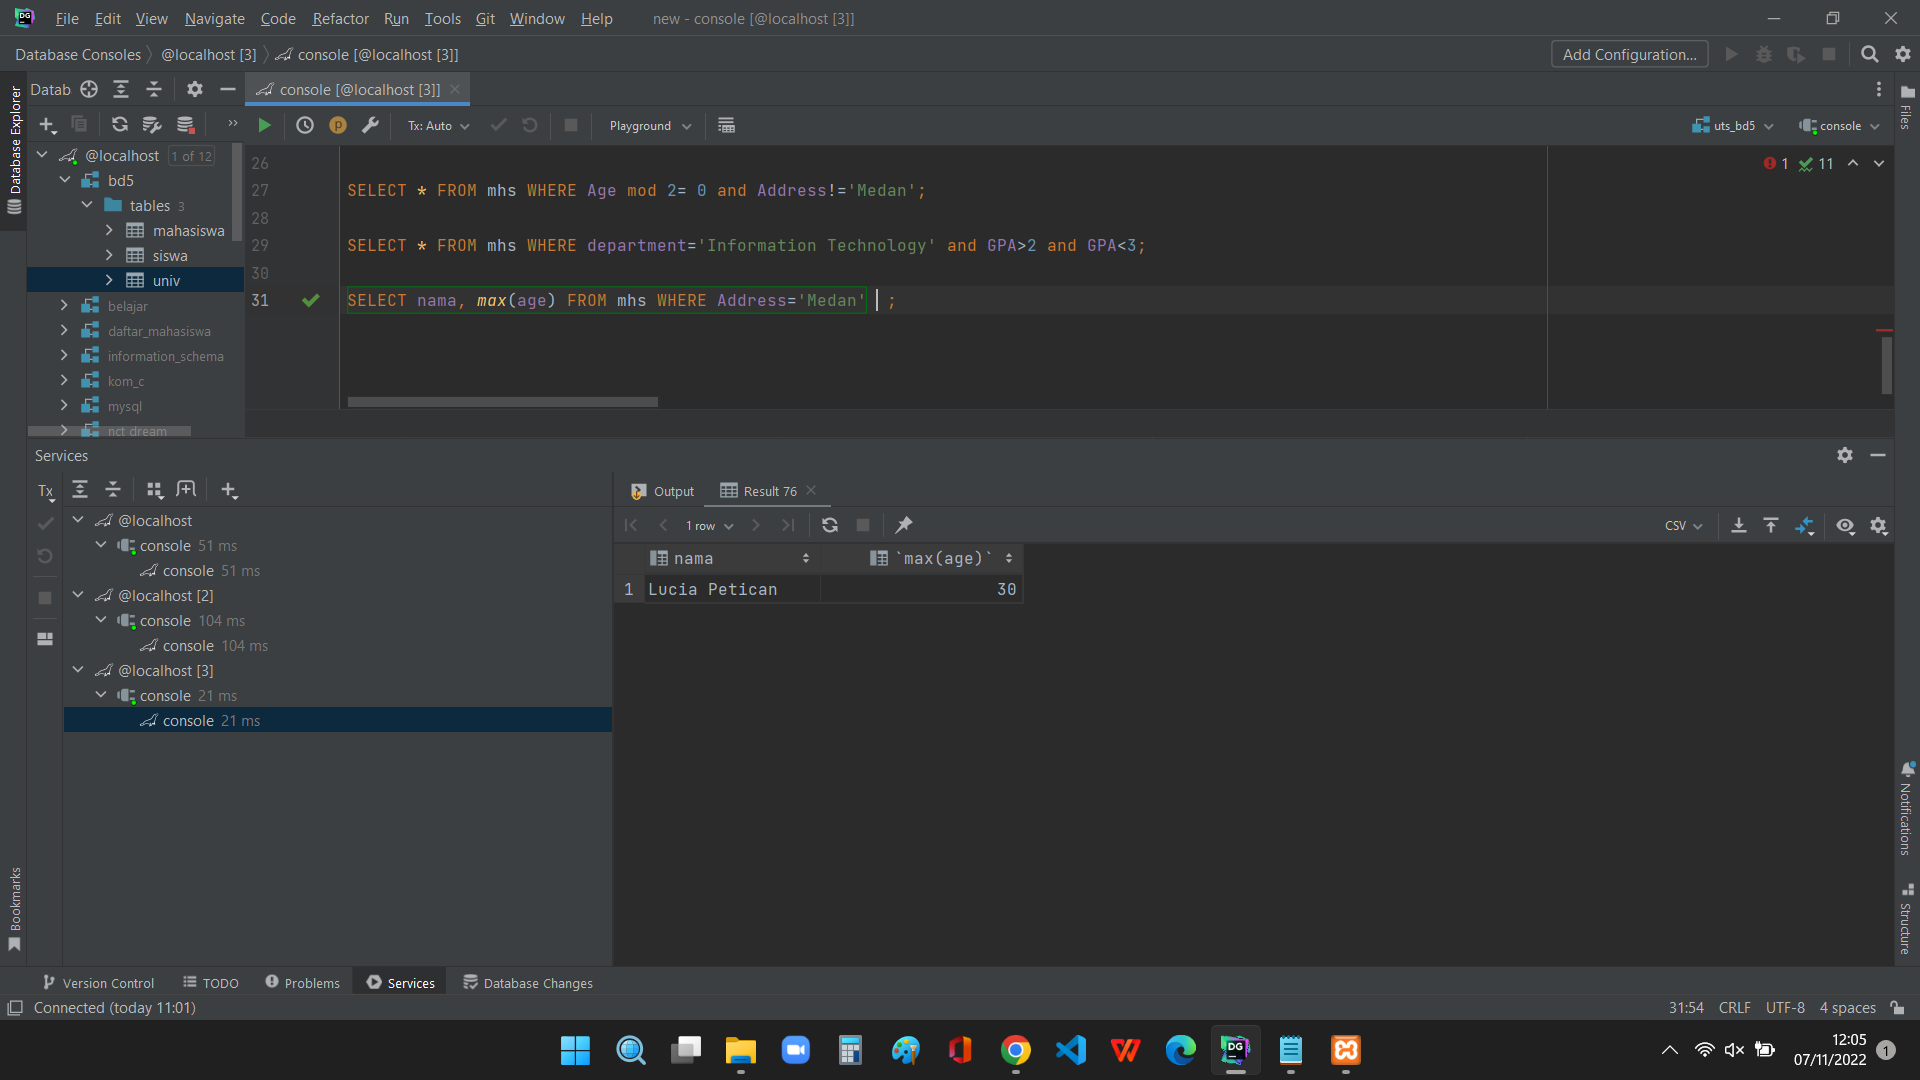 File Edit View Navigate Code Refactor Run Tools Git Window Help new - console [@localhost [3]]
Database Consoles @localhost [3] console [@localhost [3]] Add Configuration...
Datab console [@localhost [3]]
Tx: Auto Playground uts_bd5 console
Database Explorer
Files
@localhost 1 of 12
bd5
tables 3
mahasiswa
siswa
univ
belajar
daftar_mahasiswa
information_schema
kom_c
mysql
nct dream
1 11
26
27 SELECT * FROM mhs WHERE Age mod 2= 0 and Address!='Medan';
28
29 SELECT * FROM mhs WHERE department='Information Technology' and GPA>2 and GPA<3;
30
31 SELECT nama, max(age) FROM mhs WHERE Address='Medan' ;
Services
Tx
@localhost
console 51 ms
console 51 ms
@localhost [2]
console 104 ms
console 104 ms
@localhost [3]
console 21 ms
console 21 ms
Output Result 76
1 row CSV
nama `max(age)`
1 Lucia Petican 30
Notifications
Structure
Bookmarks
Version Control TODO Problems Services Database Changes
Connected (today 11:01) 31:54 CRLF UTF-8 4 spaces
DG
12:05
07/11/2022
1